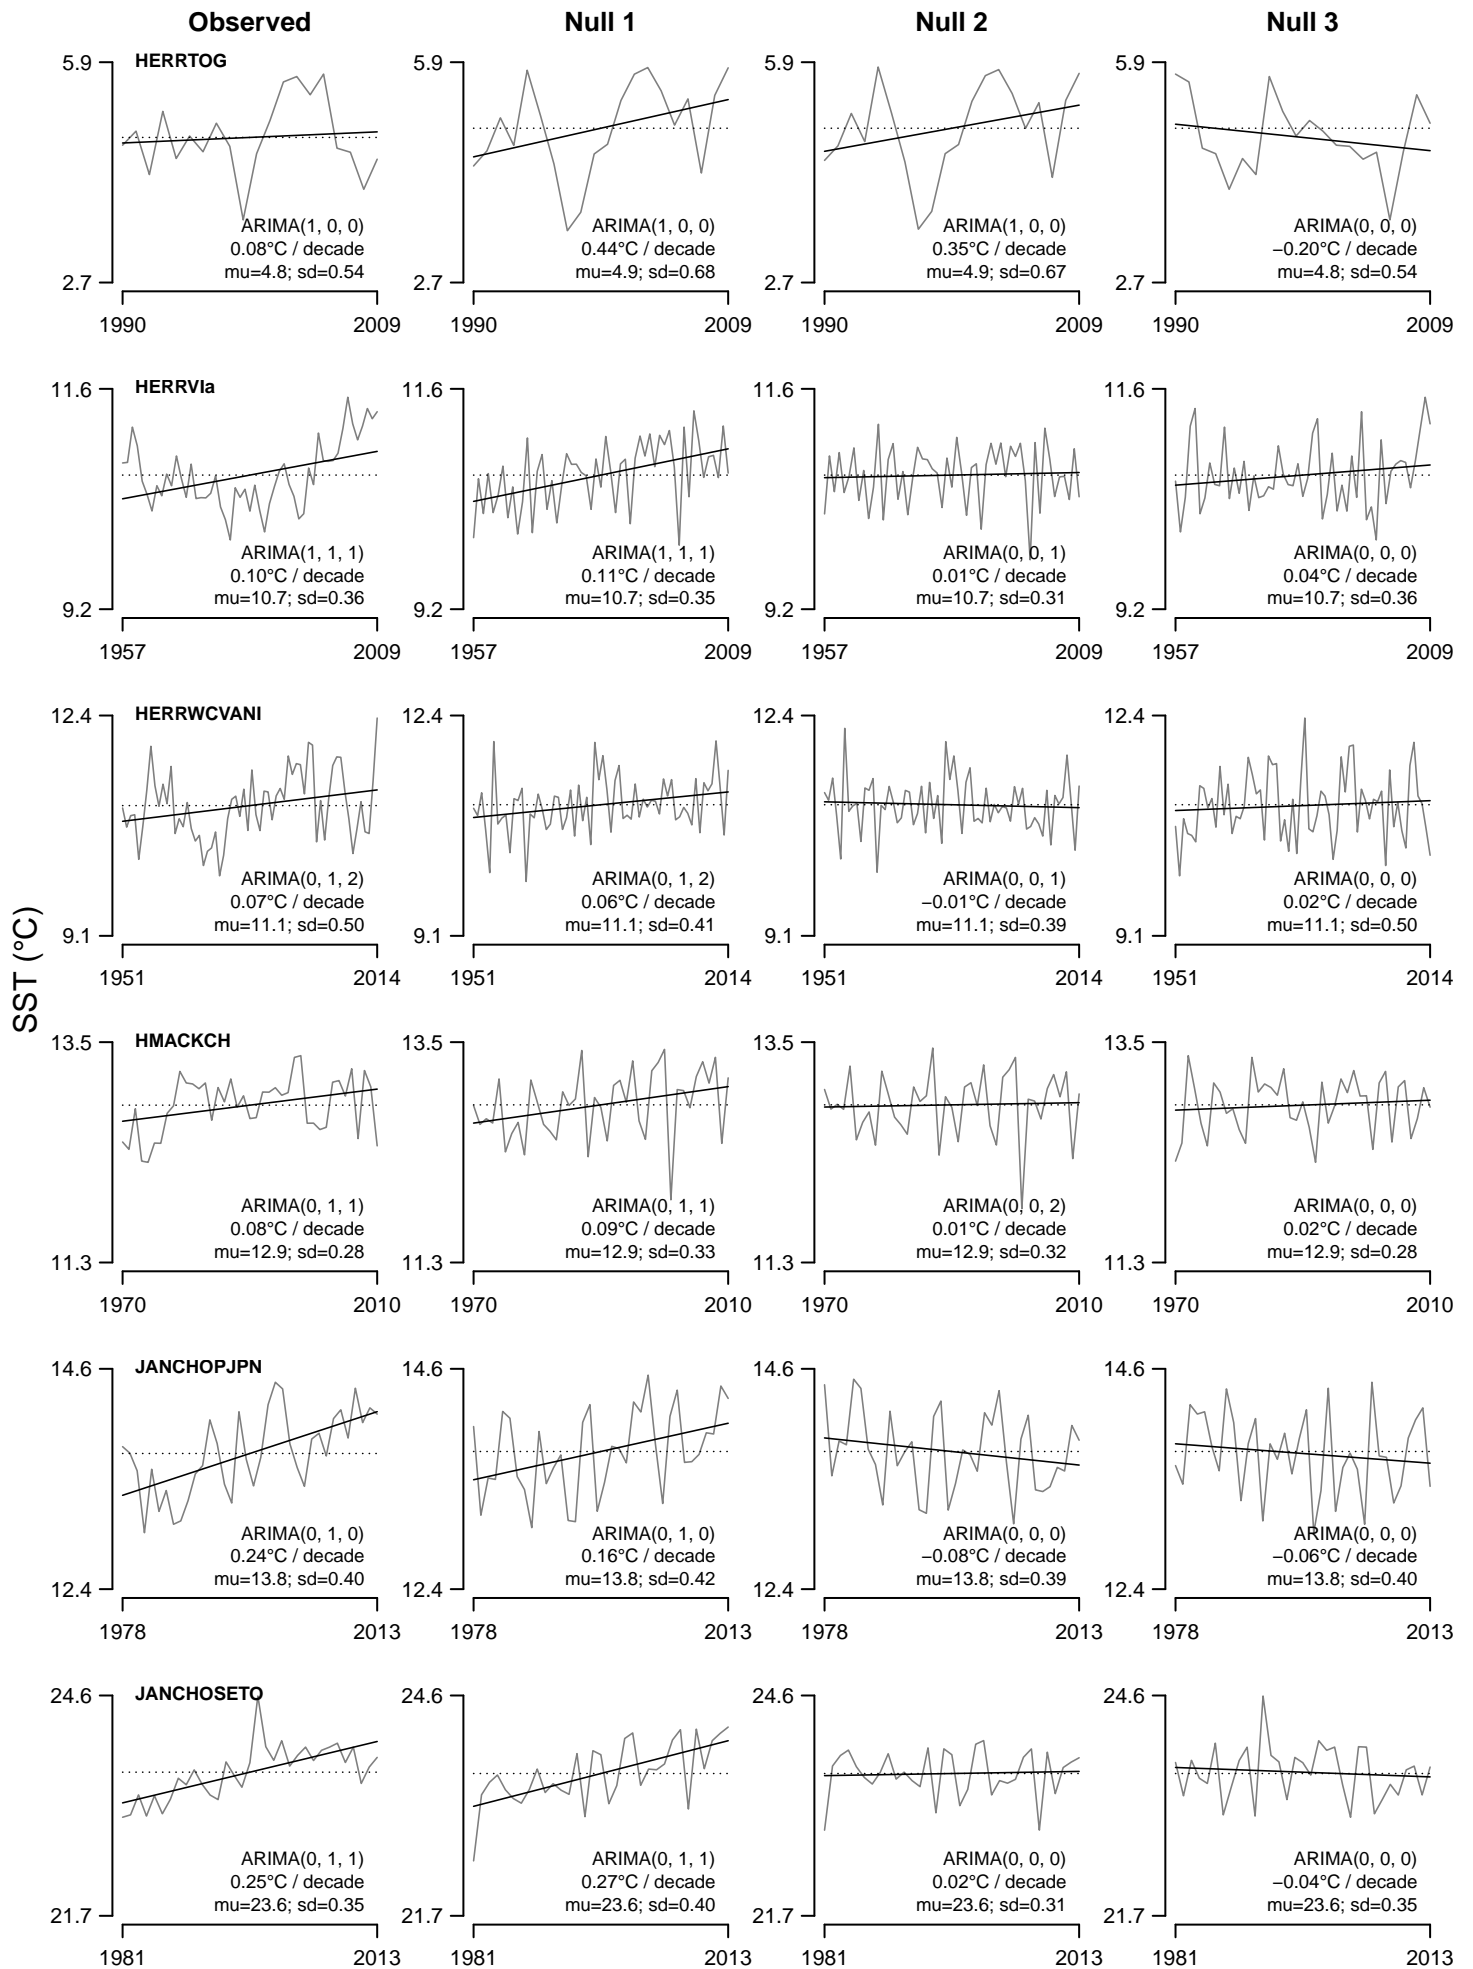 Observed Null 1 Null 2 Null 3
SST (°C)
HERRTOG
5.9 5.9 5.9 5.9
ARIMA(1, 0, 0) ARIMA(1, 0, 0) ARIMA(1, 0, 0) ARIMA(0, 0, 0)
0.08°C / decade 0.44°C / decade 0.35°C / decade −0.20°C / decade
mu=4.8; sd=0.54 mu=4.9; sd=0.68 mu=4.9; sd=0.67 mu=4.8; sd=0.54
2.7 2.7 2.7 2.7
1990 2009 1990 2009 1990 2009 1990 2009
HERRVIa
11.6 11.6 11.6 11.6
ARIMA(1, 1, 1) ARIMA(1, 1, 1) ARIMA(0, 0, 1) ARIMA(0, 0, 0)
0.10°C / decade 0.11°C / decade 0.01°C / decade 0.04°C / decade
mu=10.7; sd=0.36 mu=10.7; sd=0.35 mu=10.7; sd=0.31 mu=10.7; sd=0.36
9.2 9.2 9.2 9.2
1957 2009 1957 2009 1957 2009 1957 2009
HERRWCVANI
12.4 12.4 12.4 12.4
ARIMA(0, 1, 2) ARIMA(0, 1, 2) ARIMA(0, 0, 1) ARIMA(0, 0, 0)
0.07°C / decade 0.06°C / decade −0.01°C / decade 0.02°C / decade
mu=11.1; sd=0.50 mu=11.1; sd=0.41 mu=11.1; sd=0.39 mu=11.1; sd=0.50
9.1 9.1 9.1 9.1
1951 2014 1951 2014 1951 2014 1951 2014
HMACKCH
13.5 13.5 13.5 13.5
ARIMA(0, 1, 1) ARIMA(0, 1, 1) ARIMA(0, 0, 2) ARIMA(0, 0, 0)
0.08°C / decade 0.09°C / decade 0.01°C / decade 0.02°C / decade
mu=12.9; sd=0.28 mu=12.9; sd=0.33 mu=12.9; sd=0.32 mu=12.9; sd=0.28
11.3 11.3 11.3 11.3
1970 2010 1970 2010 1970 2010 1970 2010
JANCHOPJPN
14.6 14.6 14.6 14.6
ARIMA(0, 1, 0) ARIMA(0, 1, 0) ARIMA(0, 0, 0) ARIMA(0, 0, 0)
0.24°C / decade 0.16°C / decade −0.08°C / decade −0.06°C / decade
mu=13.8; sd=0.40 mu=13.8; sd=0.42 mu=13.8; sd=0.39 mu=13.8; sd=0.40
12.4 12.4 12.4 12.4
1978 2013 1978 2013 1978 2013 1978 2013
JANCHOSETO
24.6 24.6 24.6 24.6
ARIMA(0, 1, 1) ARIMA(0, 1, 1) ARIMA(0, 0, 0) ARIMA(0, 0, 0)
0.25°C / decade 0.27°C / decade 0.02°C / decade −0.04°C / decade
mu=23.6; sd=0.35 mu=23.6; sd=0.40 mu=23.6; sd=0.31 mu=23.6; sd=0.35
21.7 21.7 21.7 21.7
1981 2013 1981 2013 1981 2013 1981 2013